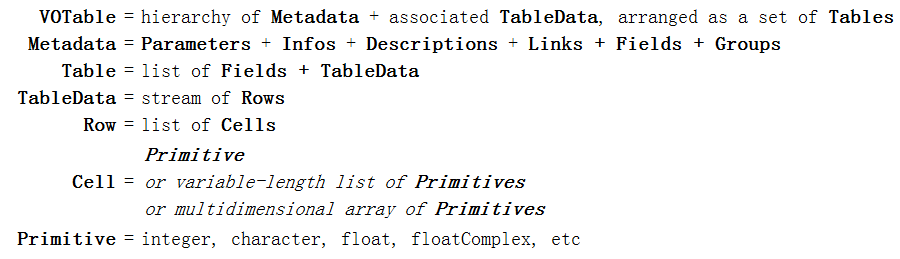 VOTable = hierarchy of Metadata + associated TableData, arranged as a set of Tables
Metadata = Parameters + Infos + Descriptions + Links + Fields + Groups
Table = list of Fields + TableData
TableData = stream of Rows
Row = list of Cells
Primitive
Cell = or variable-length list of Primitives
or multidimensional array of Primitives
Primitive = integer, character, float, floatComplex, etc